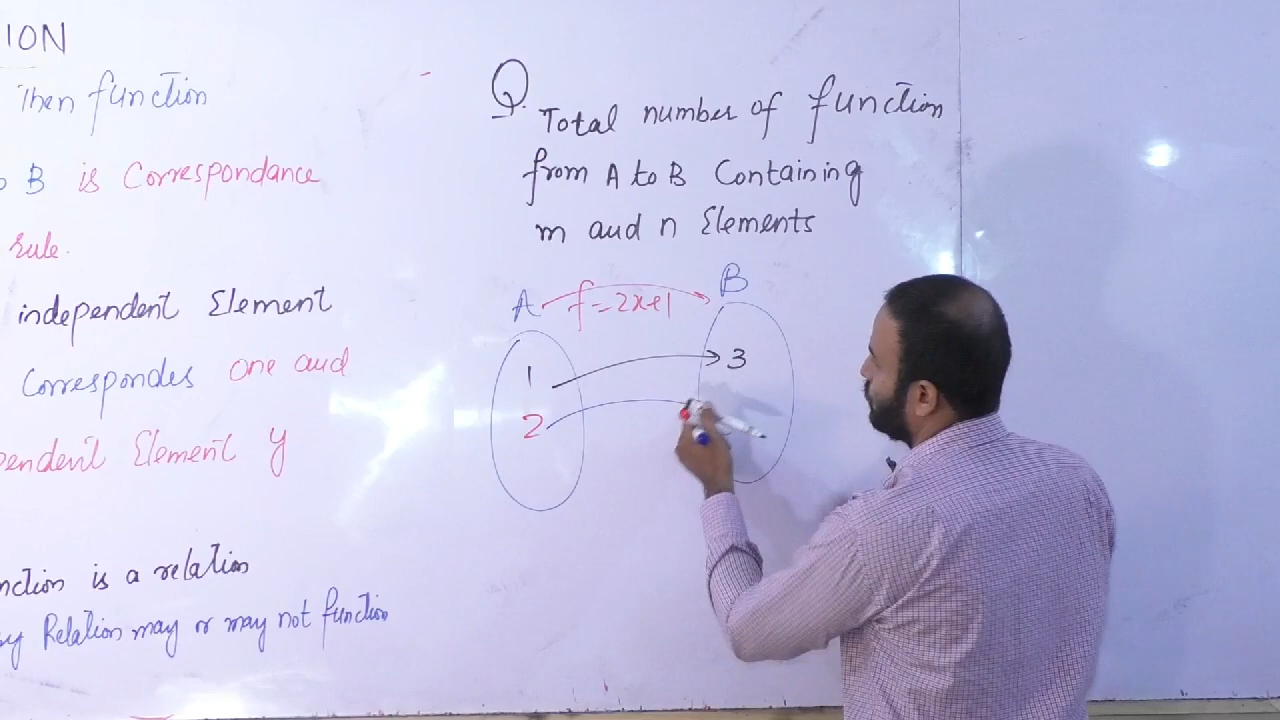 ION
Then function
B is Correspondance
rule.
independent Element
Correspondes one and
pendent Element y
nction is a relation
Relation may or may not function
Q. Total number of function
from A to B Containing
m and n Elements
A f=2x+1 B
1 3
2